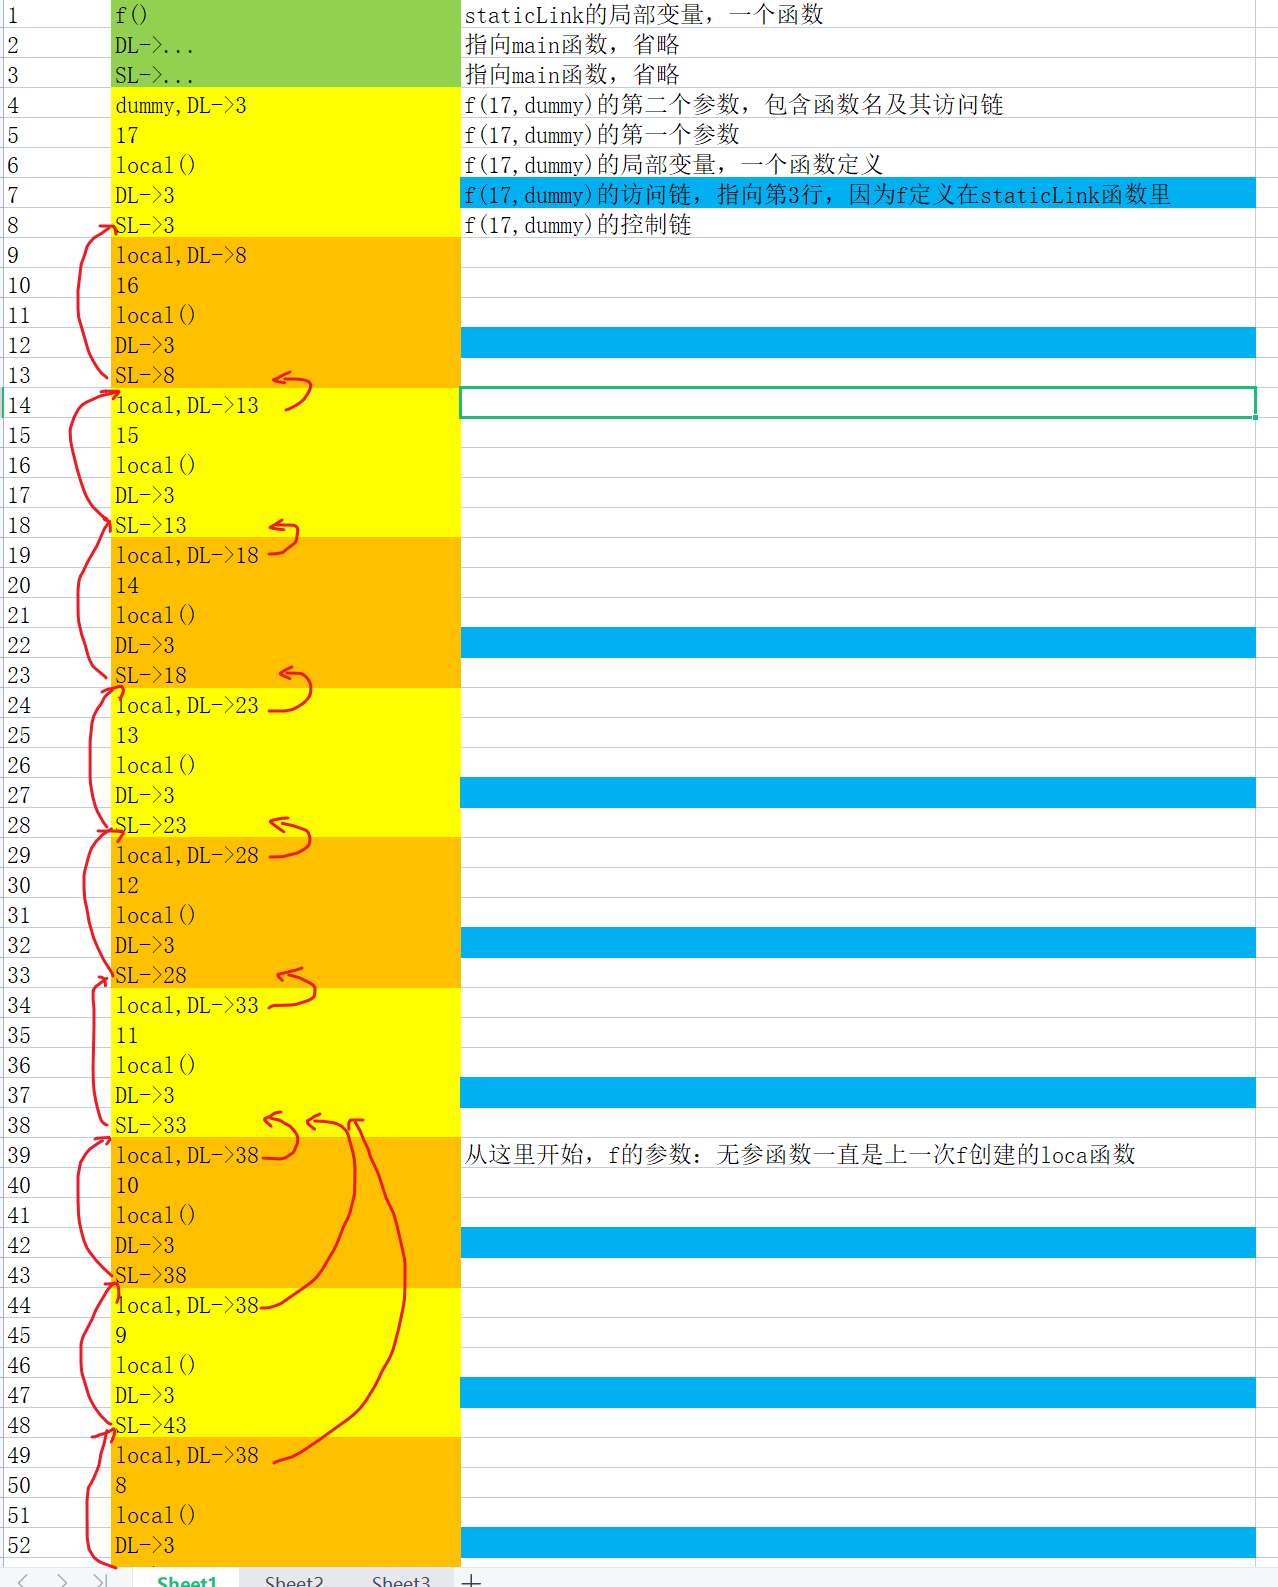 1 f() staticLink的局部变量，一个函数
2 DL->... 指向main函数，省略
3 SL->... 指向main函数，省略
4 dummy,DL->3 f(17,dummy)的第二个参数，包含函数名及其访问链
5 17 f(17,dummy)的第一个参数
6 local() f(17,dummy)的局部变量，一个函数定义
7 DL->3 f(17,dummy)的访问链，指向第3行，因为f定义在staticLink函数里
8 SL->3 f(17,dummy)的控制链
9 local,DL->8
10 16
11 local()
12 DL->3
13 SL->8
14 local,DL->13
15 15
16 local()
17 DL->3
18 SL->13
19 local,DL->18
20 14
21 local()
22 DL->3
23 SL->18
24 local,DL->23
25 13
26 local()
27 DL->3
28 SL->23
29 local,DL->28
30 12
31 local()
32 DL->3
33 SL->28
34 local,DL->33
35 11
36 local()
37 DL->3
38 SL->33
39 local,DL->38 从这里开始，f的参数：无参函数一直是上一次f创建的loca函数
40 10
41 local()
42 DL->3
43 SL->38
44 local,DL->38
45 9
46 local()
47 DL->3
48 SL->43
49 local,DL->38
50 8
51 local()
52 DL->3
Sheet1 Sheet2 Sheet3 +